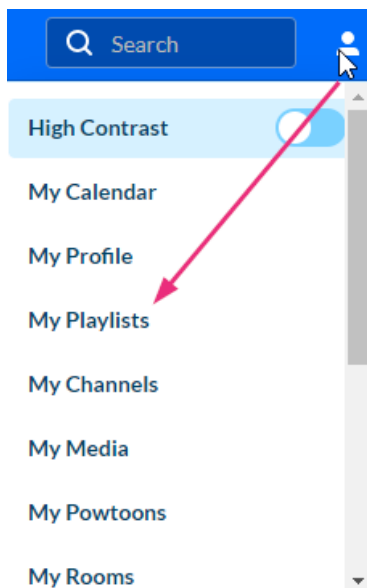 Search
High Contrast
My Calendar
My Profile
My Playlists
My Channels
My Media
My Powtoons
My Rooms